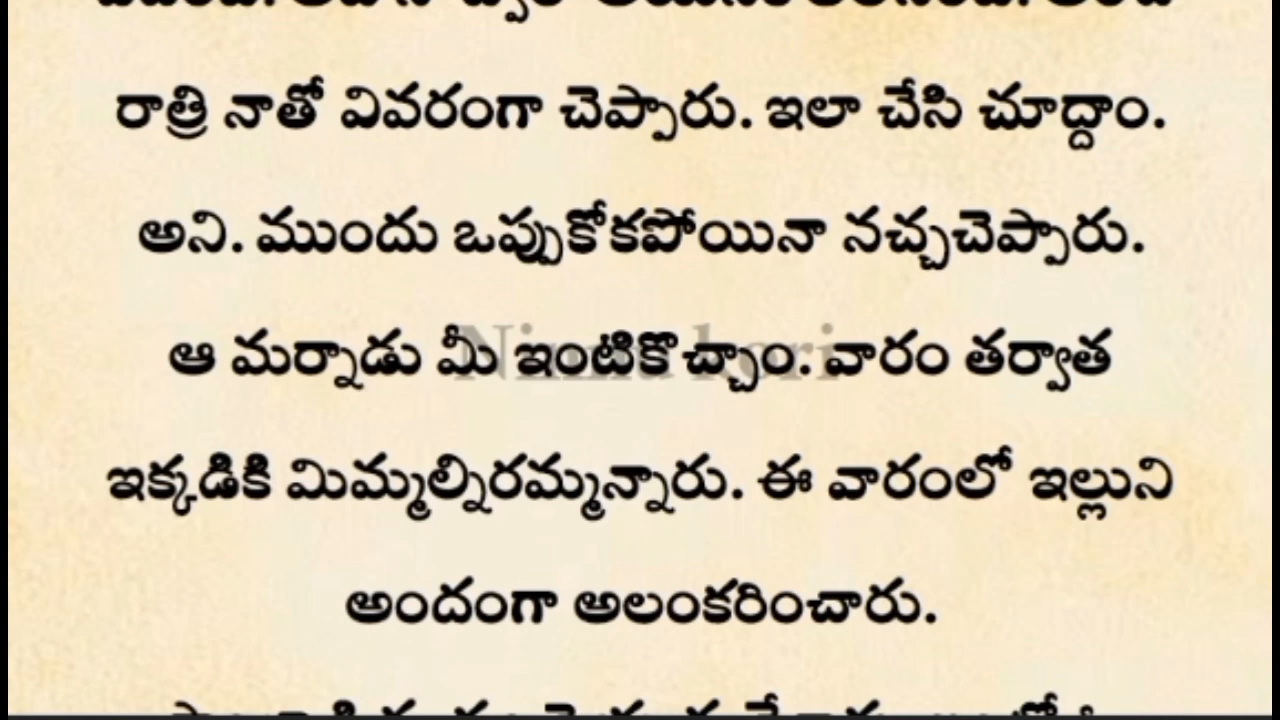 రాత్రి నాతో వివరంగా చెప్పారు. ఇలా చేసి చూద్దాం.
అని. ముందు ఒప్పుకోకపోయినా నచ్చచెప్పారు.
ఆ మర్నాడు మీ ఇంటికొచ్చాం. వారం తర్వాత
ఇక్కడికి మిమ్మల్నిరమ్మన్నారు. ఈ వారంలో ఇల్లుని
అందంగా అలంకరించారు.